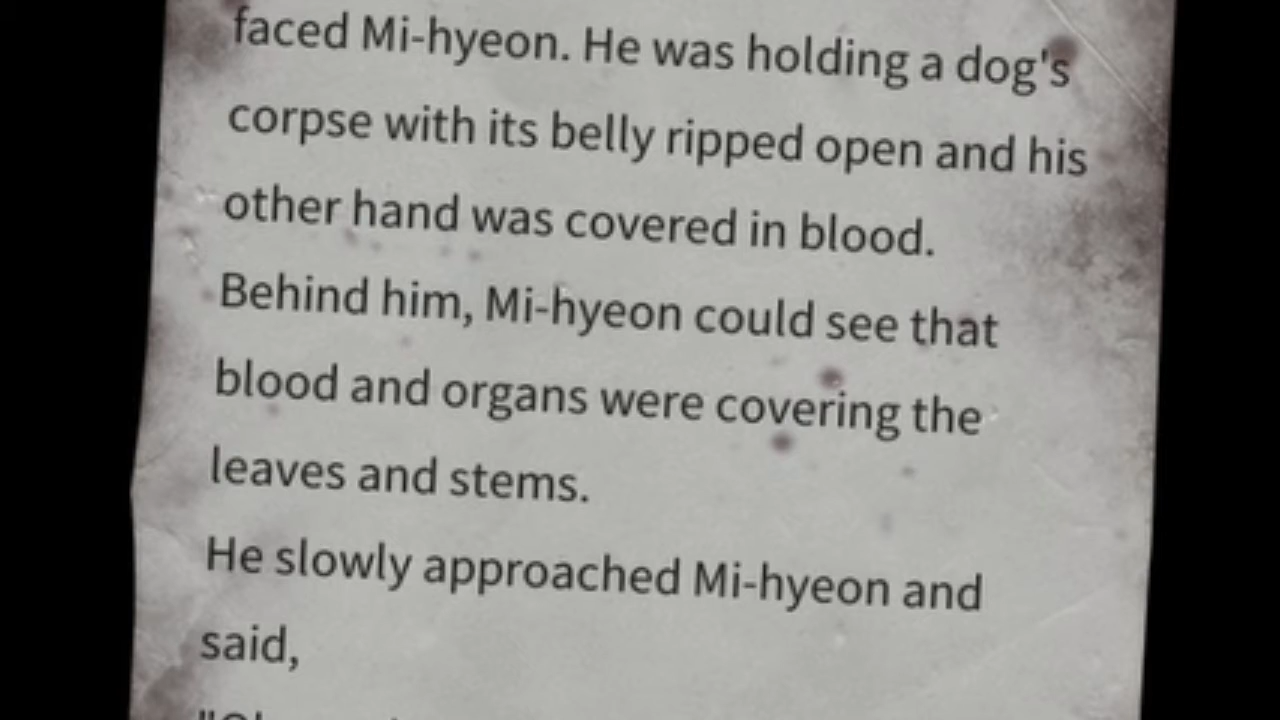 faced Mi-hyeon. He was holding a dog's
corpse with its belly ripped open and his
other hand was covered in blood.
Behind him, Mi-hyeon could see that
blood and organs were covering the
leaves and stems.
He slowly approached Mi-hyeon and
said,